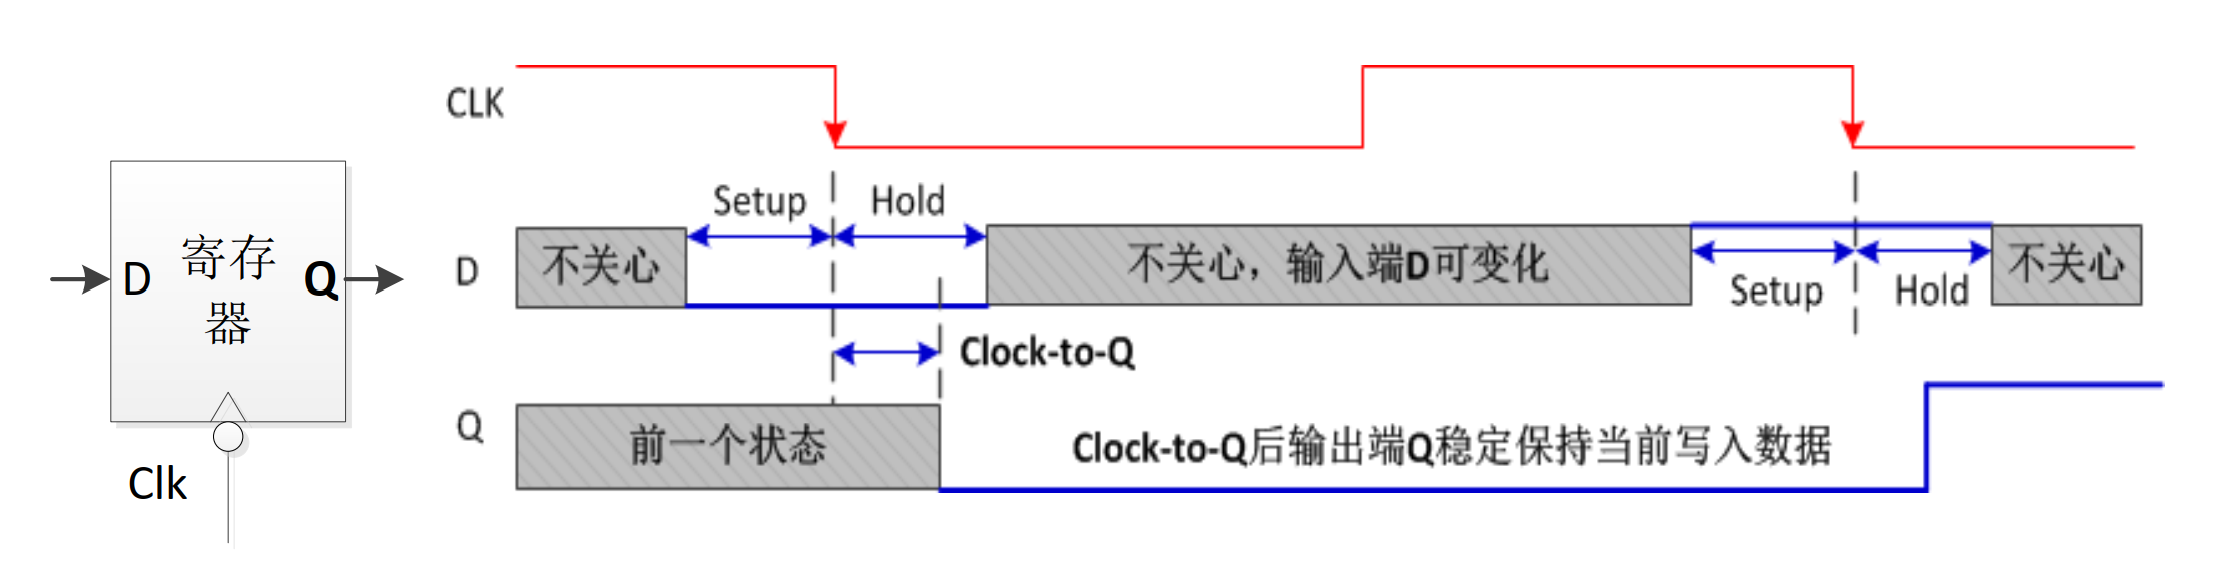 D
寄存
器
Q
Clk
CLK
Setup
Hold
D
不关心
不关心，输入端D可变化
Setup
Hold
不关心
Clock-to-Q
Q
前一个状态
Clock-to-Q后输出端Q稳定保持当前写入数据